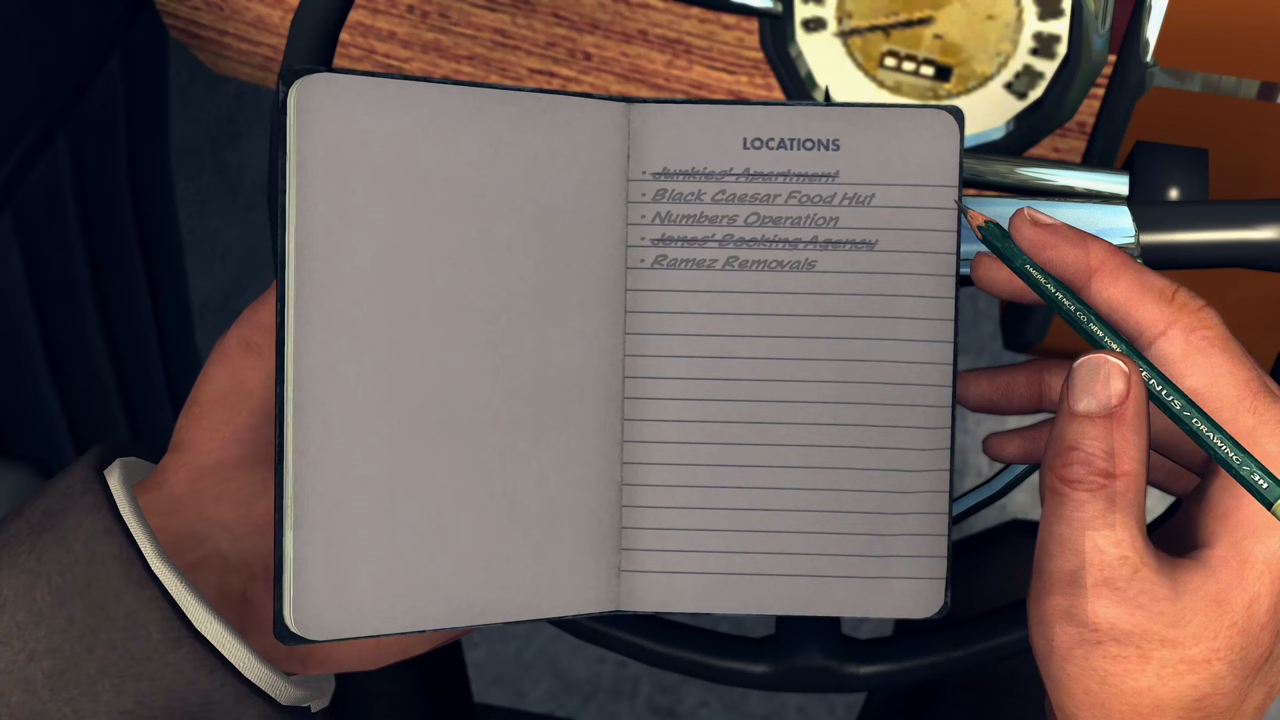 LOCATIONS
• Junkies' Apartment
• Black Caesar Food Hut
• Numbers Operation
• Jones' Booking Agency
• Ramez Removals
AMERICAN PENCIL CO. NEW YORK
VENUS / DRAWING / 3H